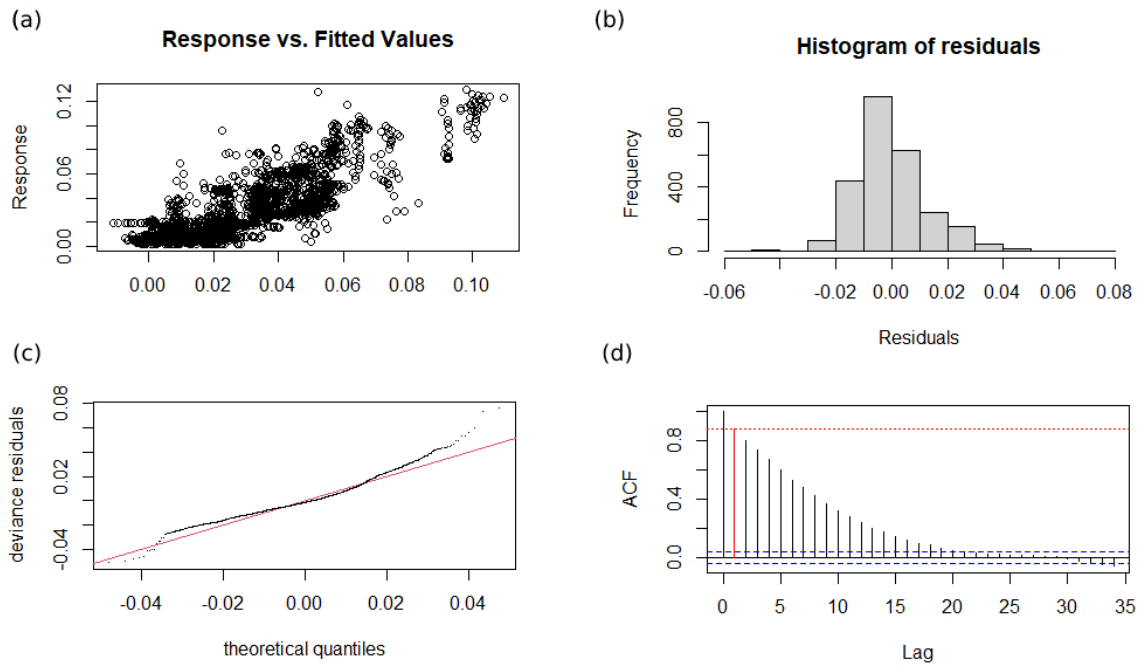 (a)
Response vs. Fitted Values
Response
0.00 0.06 0.12
0.00 0.02 0.04 0.06 0.08 0.10
(b)
Histogram of residuals
Frequency
0 400 800
-0.06 -0.02 0.00 0.02 0.04 0.06 0.08
Residuals
(c)
deviance residuals
-0.04 0.02 0.08
-0.04 -0.02 0.00 0.02 0.04
theoretical quantiles
(d)
ACF
0.0 0.4 0.8
0 5 10 15 20 25 30 35
Lag